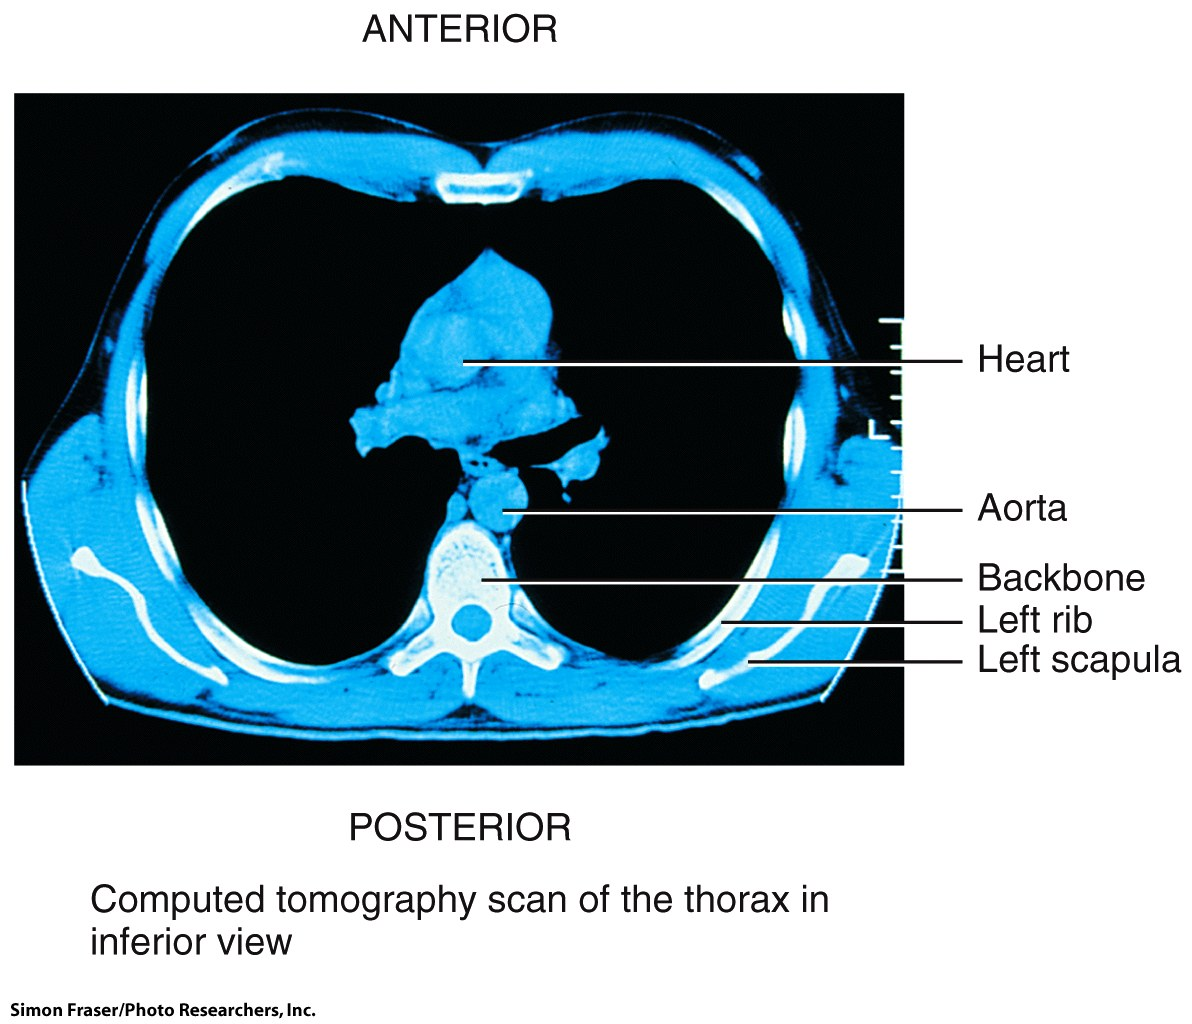 ANTERIOR
Heart
L
Aorta
Backbone
Left rib
Left scapula
POSTERIOR
Computed tomography scan of the thorax in
inferior view
Simon Fraser/Photo Researchers, Inc.